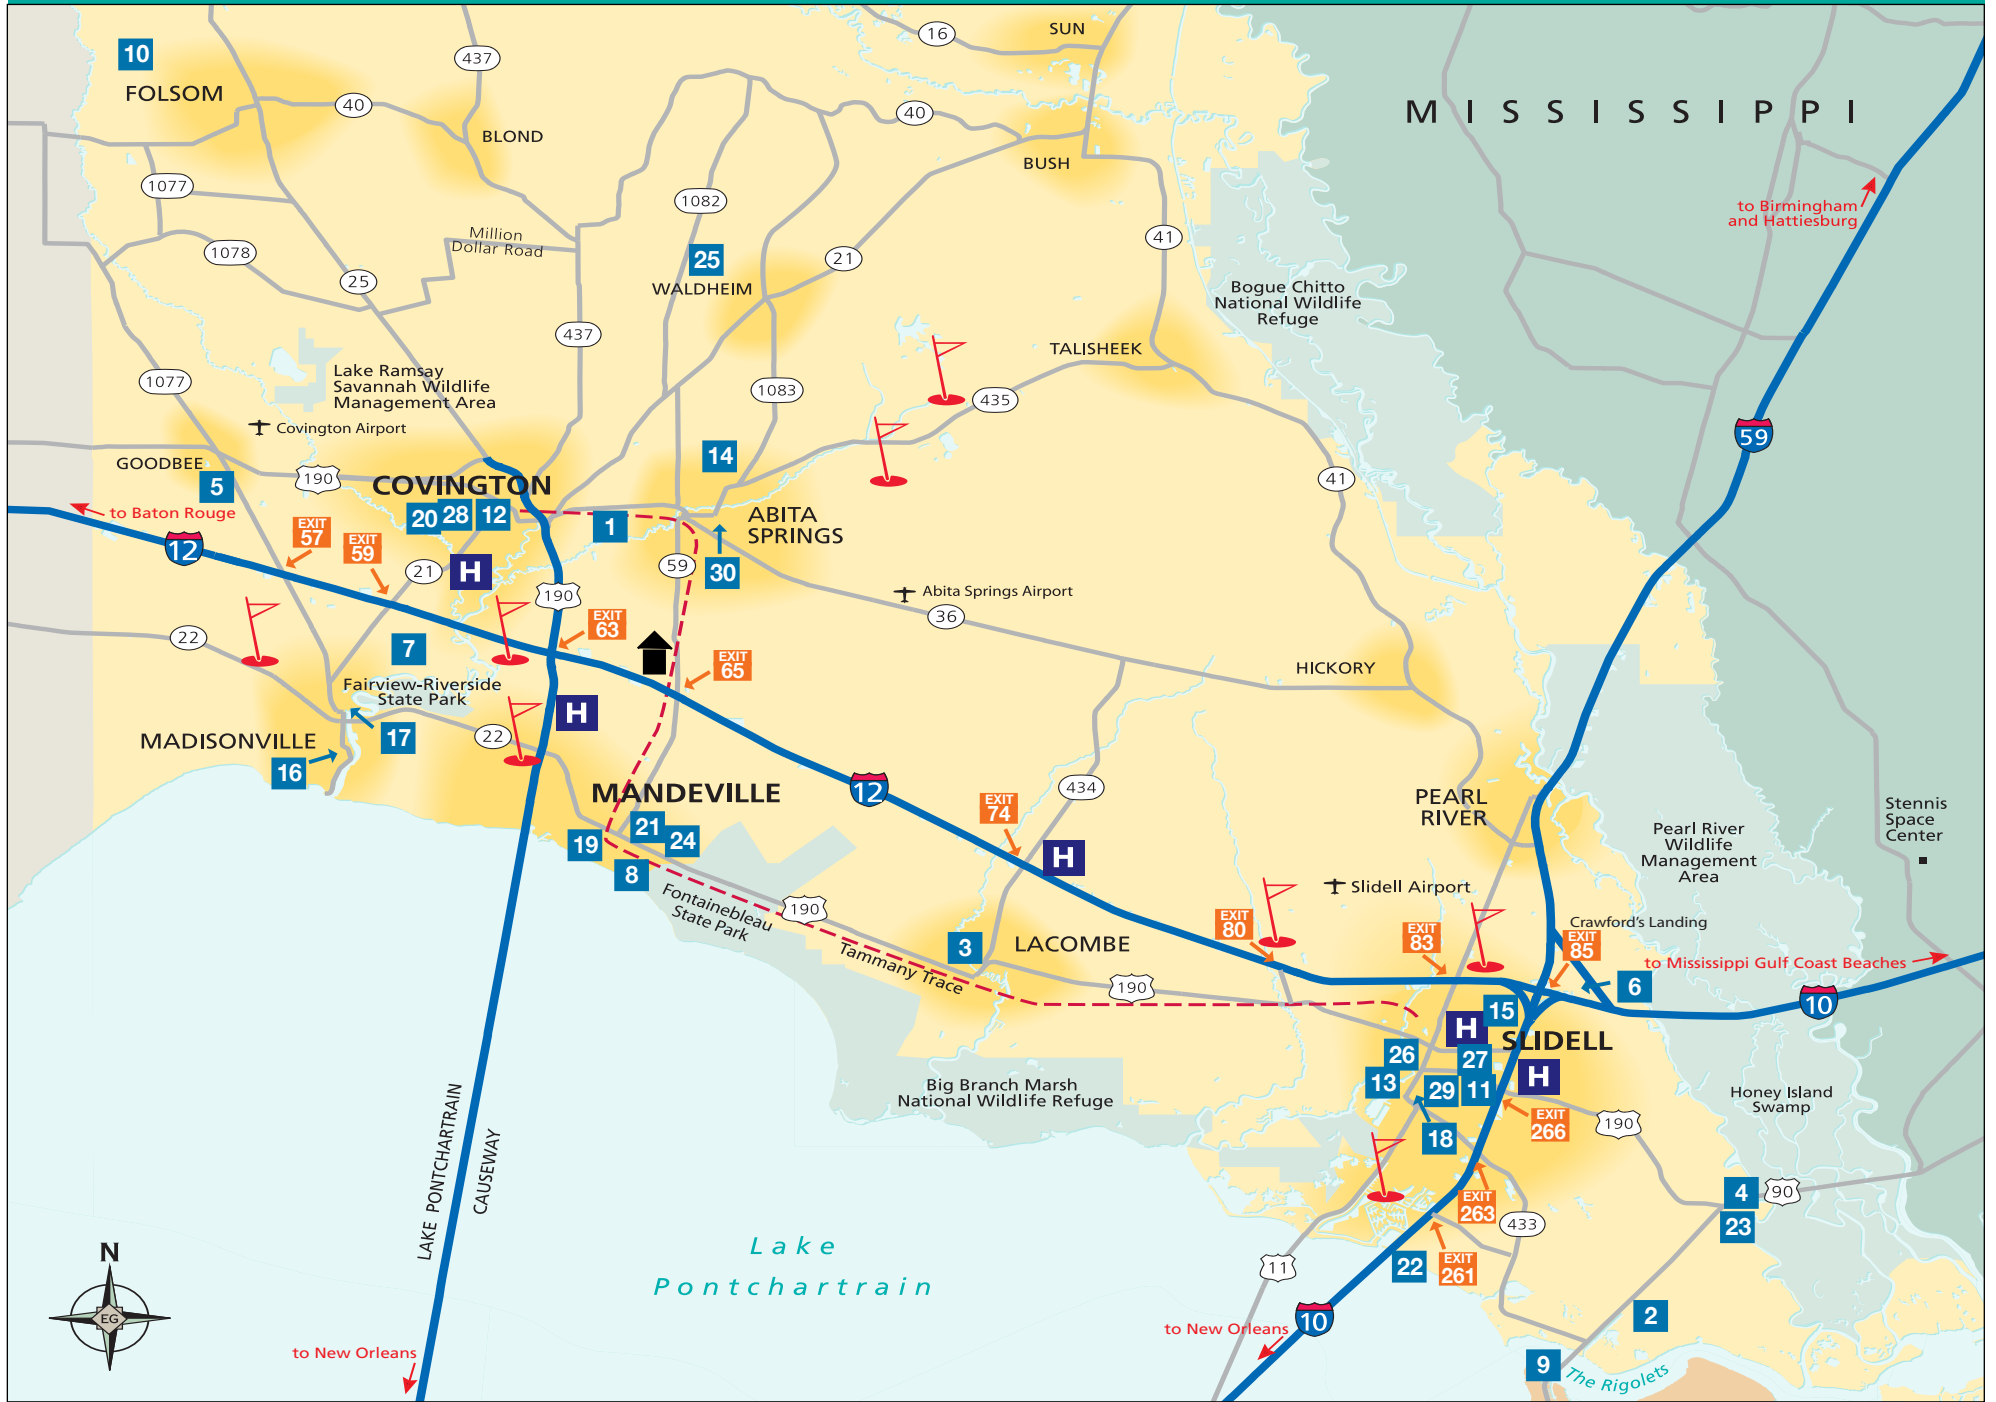 SUN
16
10
437
FOLSOM
40
40
MISSISSIPPI
BLOND
BUSH
1077
1082
to Birmingham
and Hattiesburg
Million
Dollar Road
1078
41
25
21
WALDHEIM
25
Bogue Chitto
National Wildlife
Refuge
437
TALISHEEK
Lake Ramsay
Savannah Wildlife
Management Area
1077
1083
435
Covington Airport
59
GOODBEE
14
5
190
COVINGTON
41
to Baton Rouge
20
28
12
1
ABITA
SPRINGS
EXIT
57
EXIT
59
12
21
H
59
30
190
Abita Springs Airport
36
22
EXIT
63
7
EXIT
65
HICKORY
Fairview-Riverside
State Park
H
17
22
MADISONVILLE
16
MANDEVILLE
12
434
EXIT
74
PEARL
RIVER
Stennis
Space
Center
Pearl River
Wildlife
Management
Area
21
24
19
8
H
Slidell Airport
Fontainebleau
State Park
190
EXIT
80
EXIT
83
Crawford's Landing
EXIT
85
3
LACOMBE
Tammany Trace
to Mississippi Gulf Coast Beaches
190
6
10
15
H
SLIDELL
26
27
13
29
11
H
Big Branch Marsh
National Wildlife Refuge
Honey Island
Swamp
EXIT
266
190
18
LAKE PONTCHARTRAIN
CAUSEWAY
4
90
EXIT
263
433
23
N
EG
Lake
Pontchartrain
11
22
EXIT
261
10
2
to New Orleans
to New Orleans
9
The Rigolets